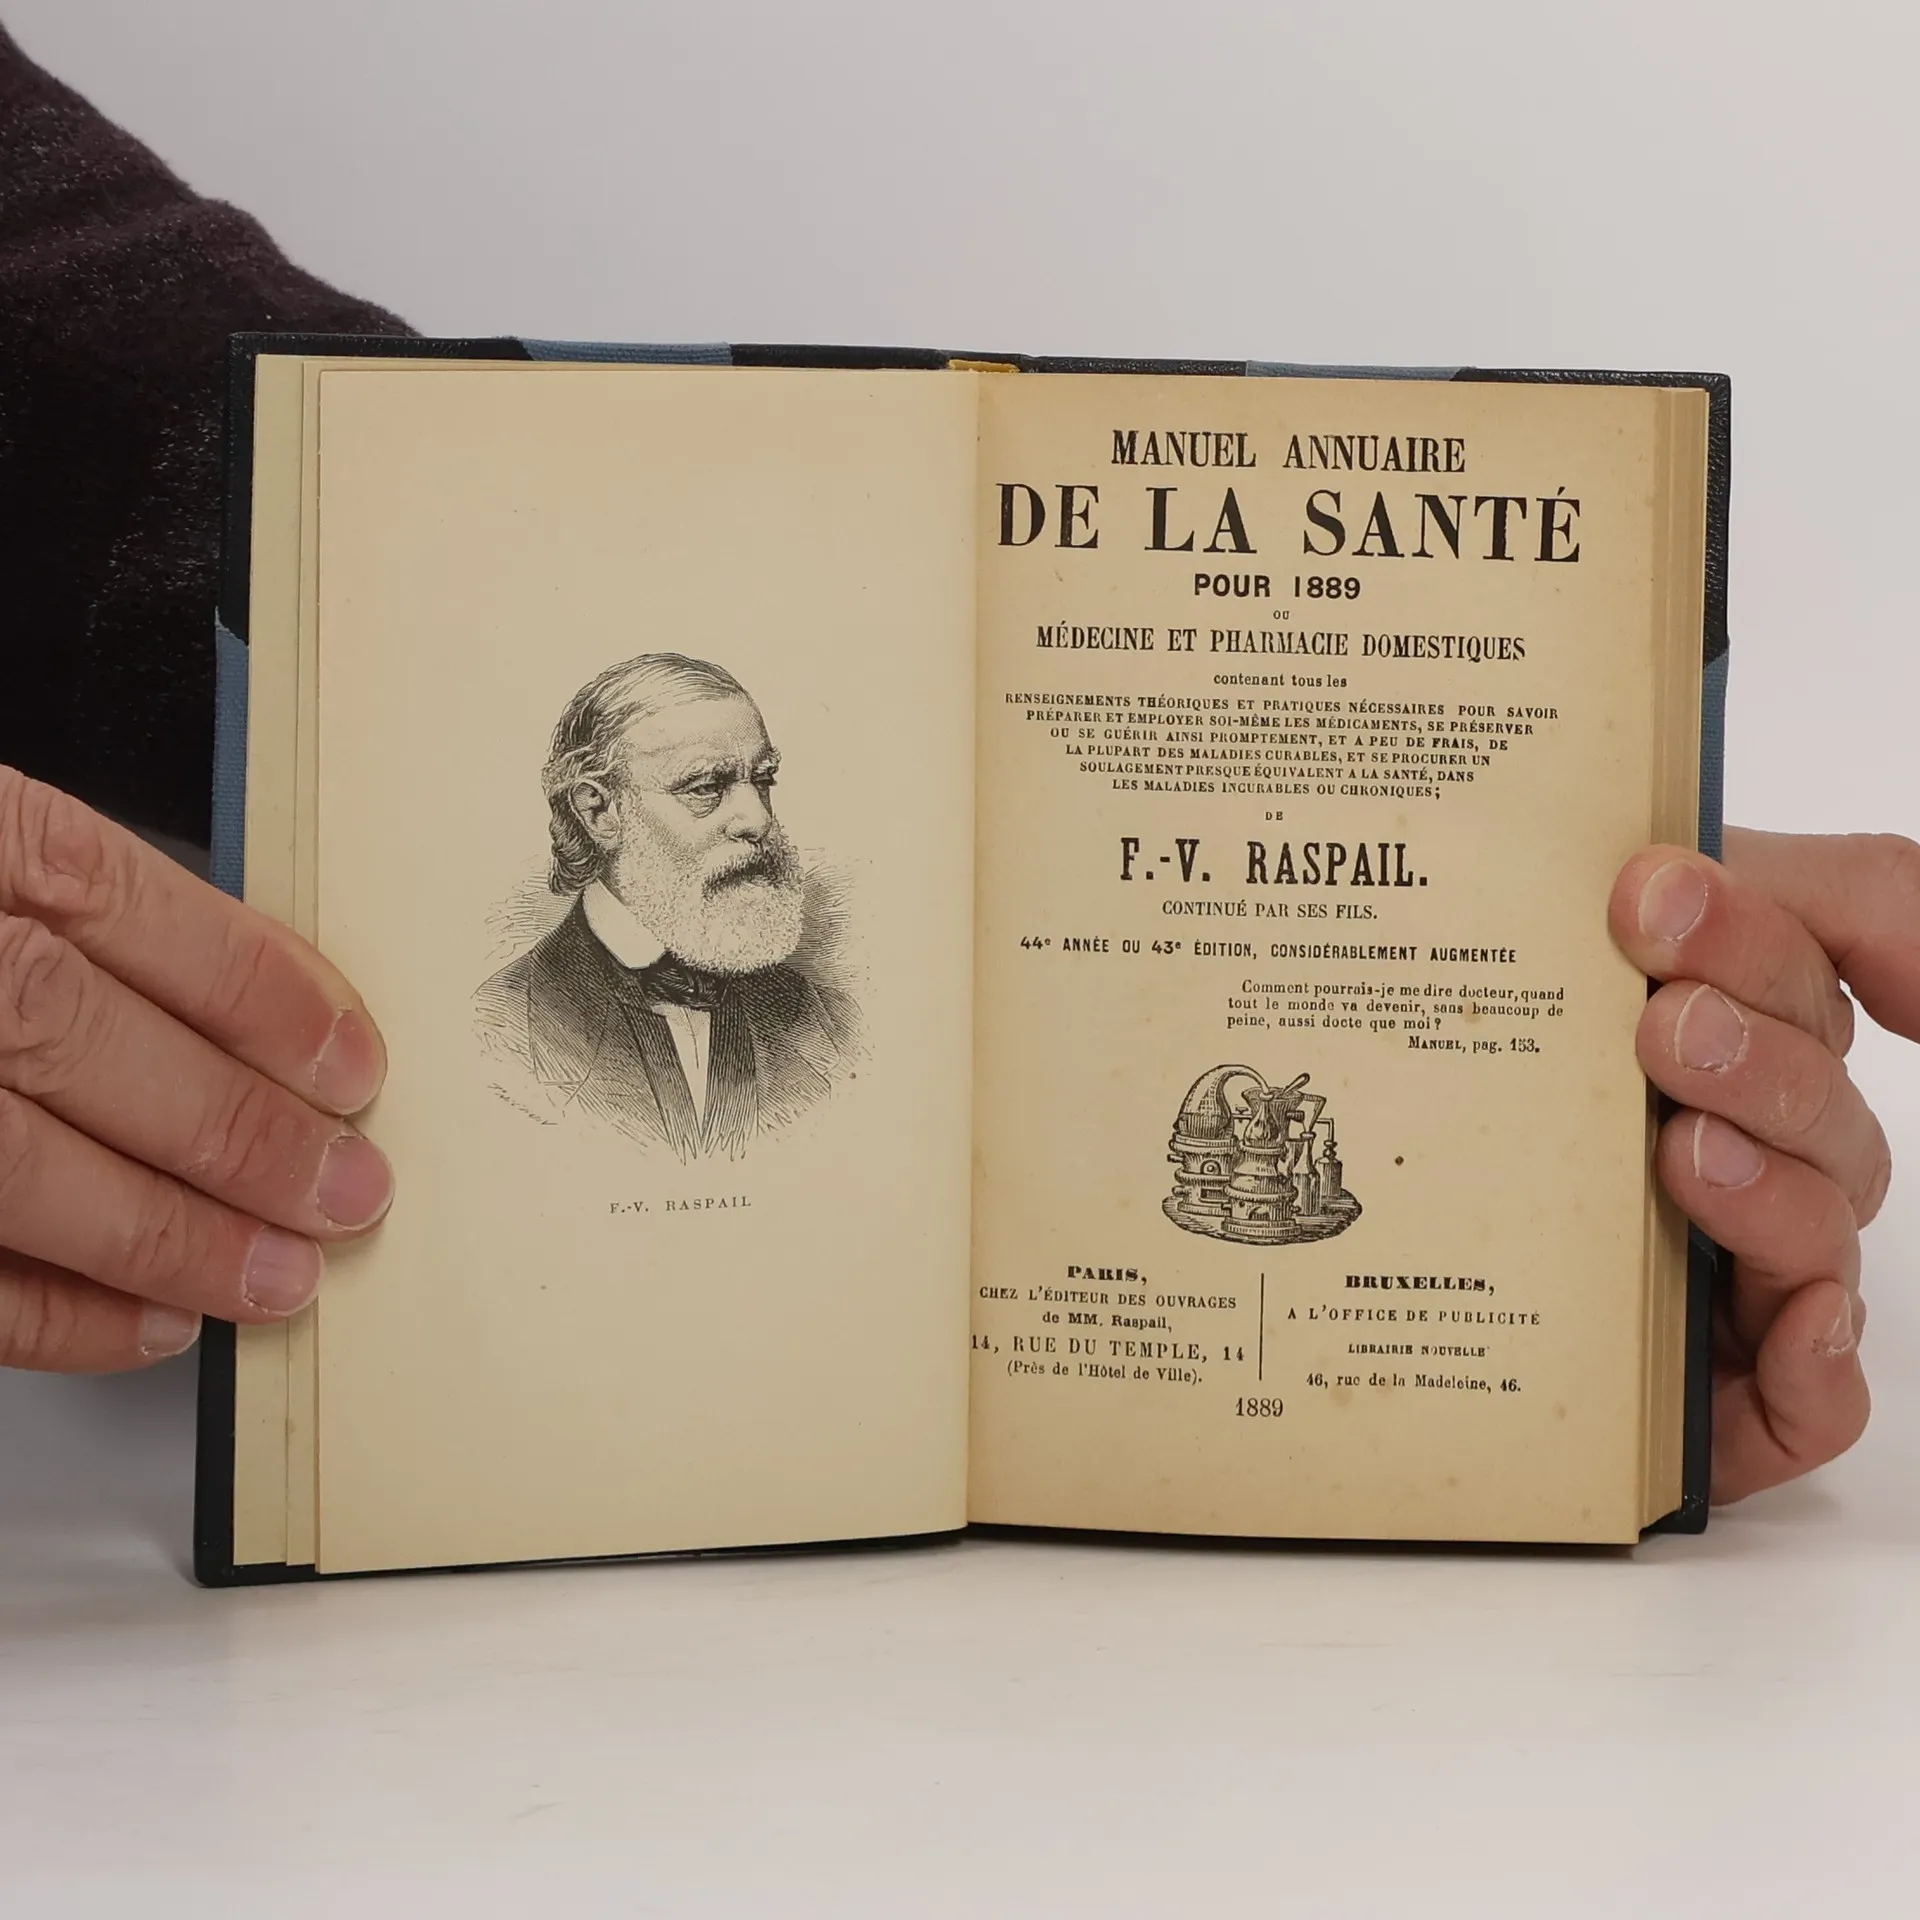 F.-V. RASPAIL
MANUEL ANNUAIRE
DE LA SANTÉ
POUR 1889
OU
MÉDECINE ET PHARMACIE DOMESTIQUES
contenant tous les
RENSEIGNEMENTS THÉORIQUES ET PRATIQUES NÉCESSAIRES POUR SAVOIR
PRÉPARER ET EMPLOYER SOI-MÊME LES MÉDICAMENTS, SE PRÉSERVER
OU SE GUÉRIR AINSI PROMPTEMENT, ET A PEU DE FRAIS, DE
LA PLUPART DES MALADIES CURABLES, ET SE PROCURER UN
SOULAGEMENT PRESQUE ÉQUIVALENT A LA SANTÉ, DANS
LES MALADIES INCURABLES OU CHRONIQUES;
DE
F.-V. RASPAIL.
CONTINUÉ PAR SES FILS.
44e ANNÉE OU 43e ÉDITION, CONSIDÉRABLEMENT AUGMENTÉE
Comment pourrais-je me dire docteur, quand
tout le monde va devenir, sans beaucoup de
peine, aussi docte que moi?
MANUEL, pag. 153.
PARIS,
CHEZ L'ÉDITEUR DES OUVRAGES
de MM. Raspail,
14, RUE DU TEMPLE, 14
(Près de l'Hôtel de Ville).
BRUXELLES,
A L'OFFICE DE PUBLICITÉ
LIBRAIRIE NOUVELLE
46, rue de la Madeleine, 46.
1889